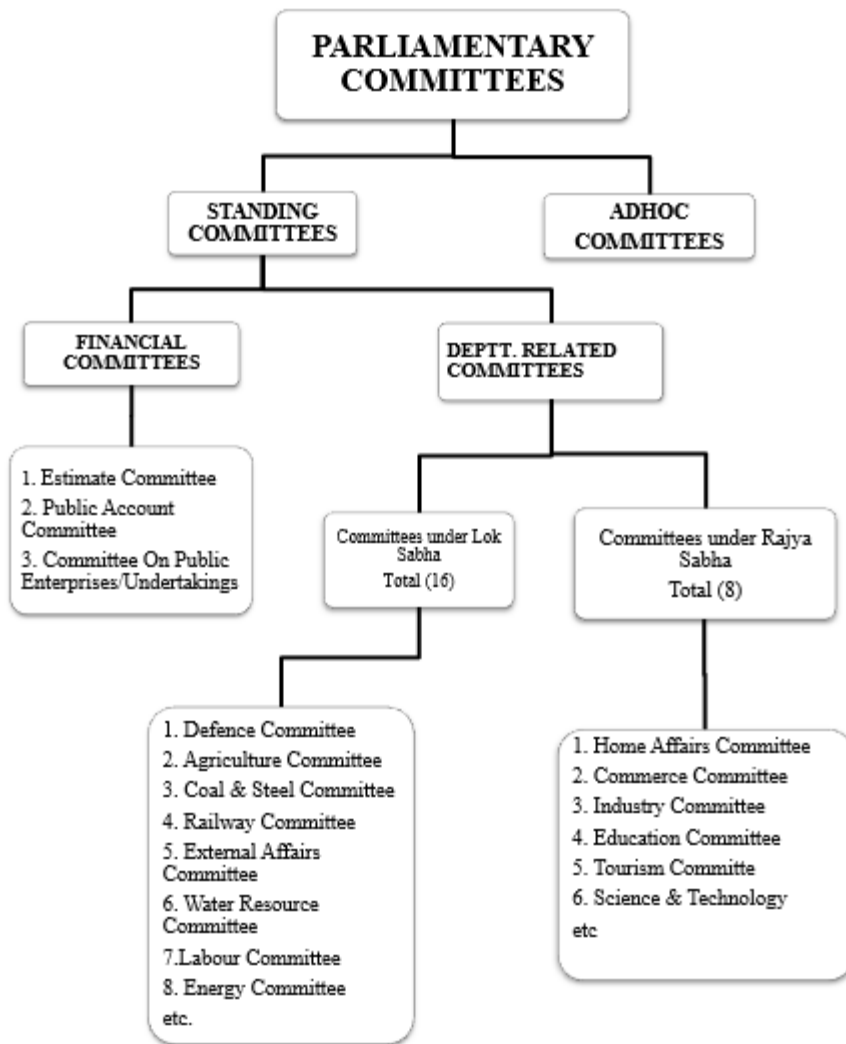 PARLIAMENTARY
COMMITTEES
STANDING
COMMITTEES
ADHOC
COMMITTEES
FINANCIAL
COMMITTEES
DEPTT. RELATED
COMMITTEES
1. Estimate Committee
2. Public Account
Committee
3. Committee On Public
Enterprises/Undertakings
Committees under Lok
Sabha
Total (16)
Committees under Rajya
Sabha
Total (8)
1. Defence Committee
2. Agriculture Committee
3. Coal & Steel Committee
4. Railway Committee
5. External Affairs
Committee
6. Water Resource
Committee
7.Labour Committee
8. Energy Committee
etc.
1. Home Affairs Committee
2. Commerce Committee
3. Industry Committee
4. Education Committee
5. Tourism Committe
6. Science & Technology
etc